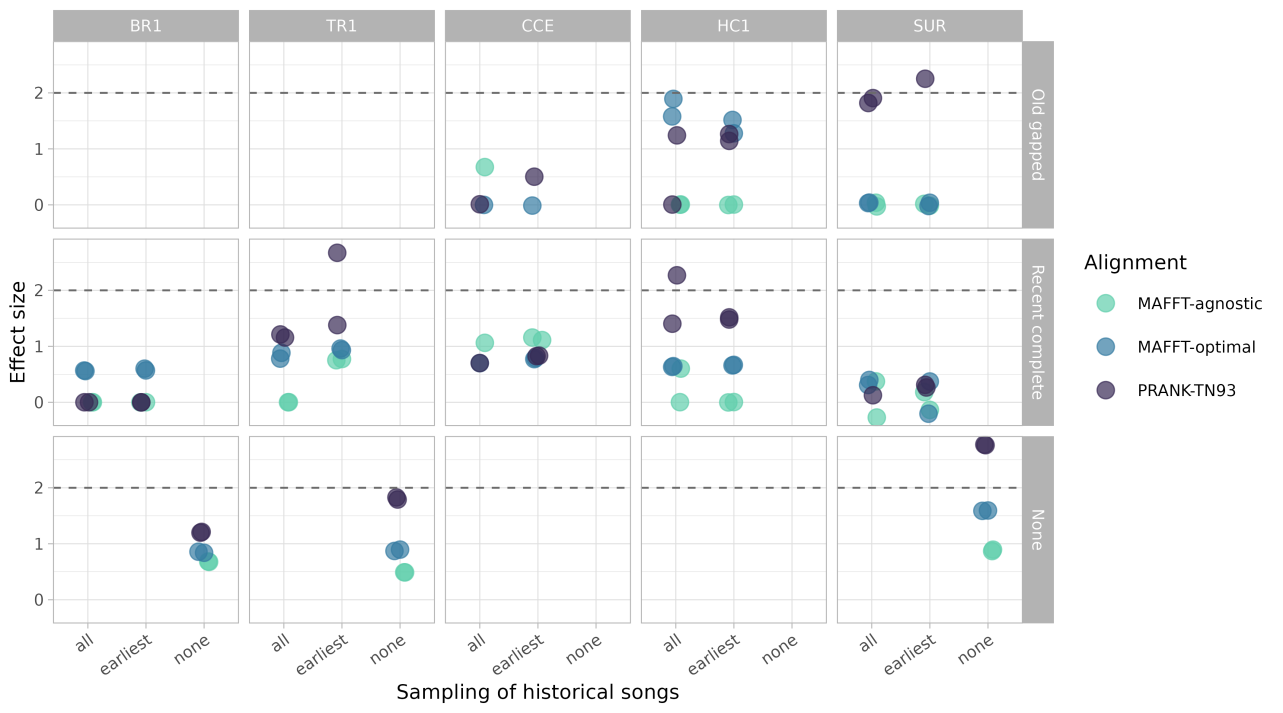 BR1 TR1 CCE HC1 SUR
2
1
0
Old gapped
2
1
0
Recent complete
2
1
0
None
Effect size
all earliest none all earliest none all earliest none all earliest none all earliest none
Sampling of historical songs
Alignment
MAFFT-agnostic
MAFFT-optimal
PRANK-TN93